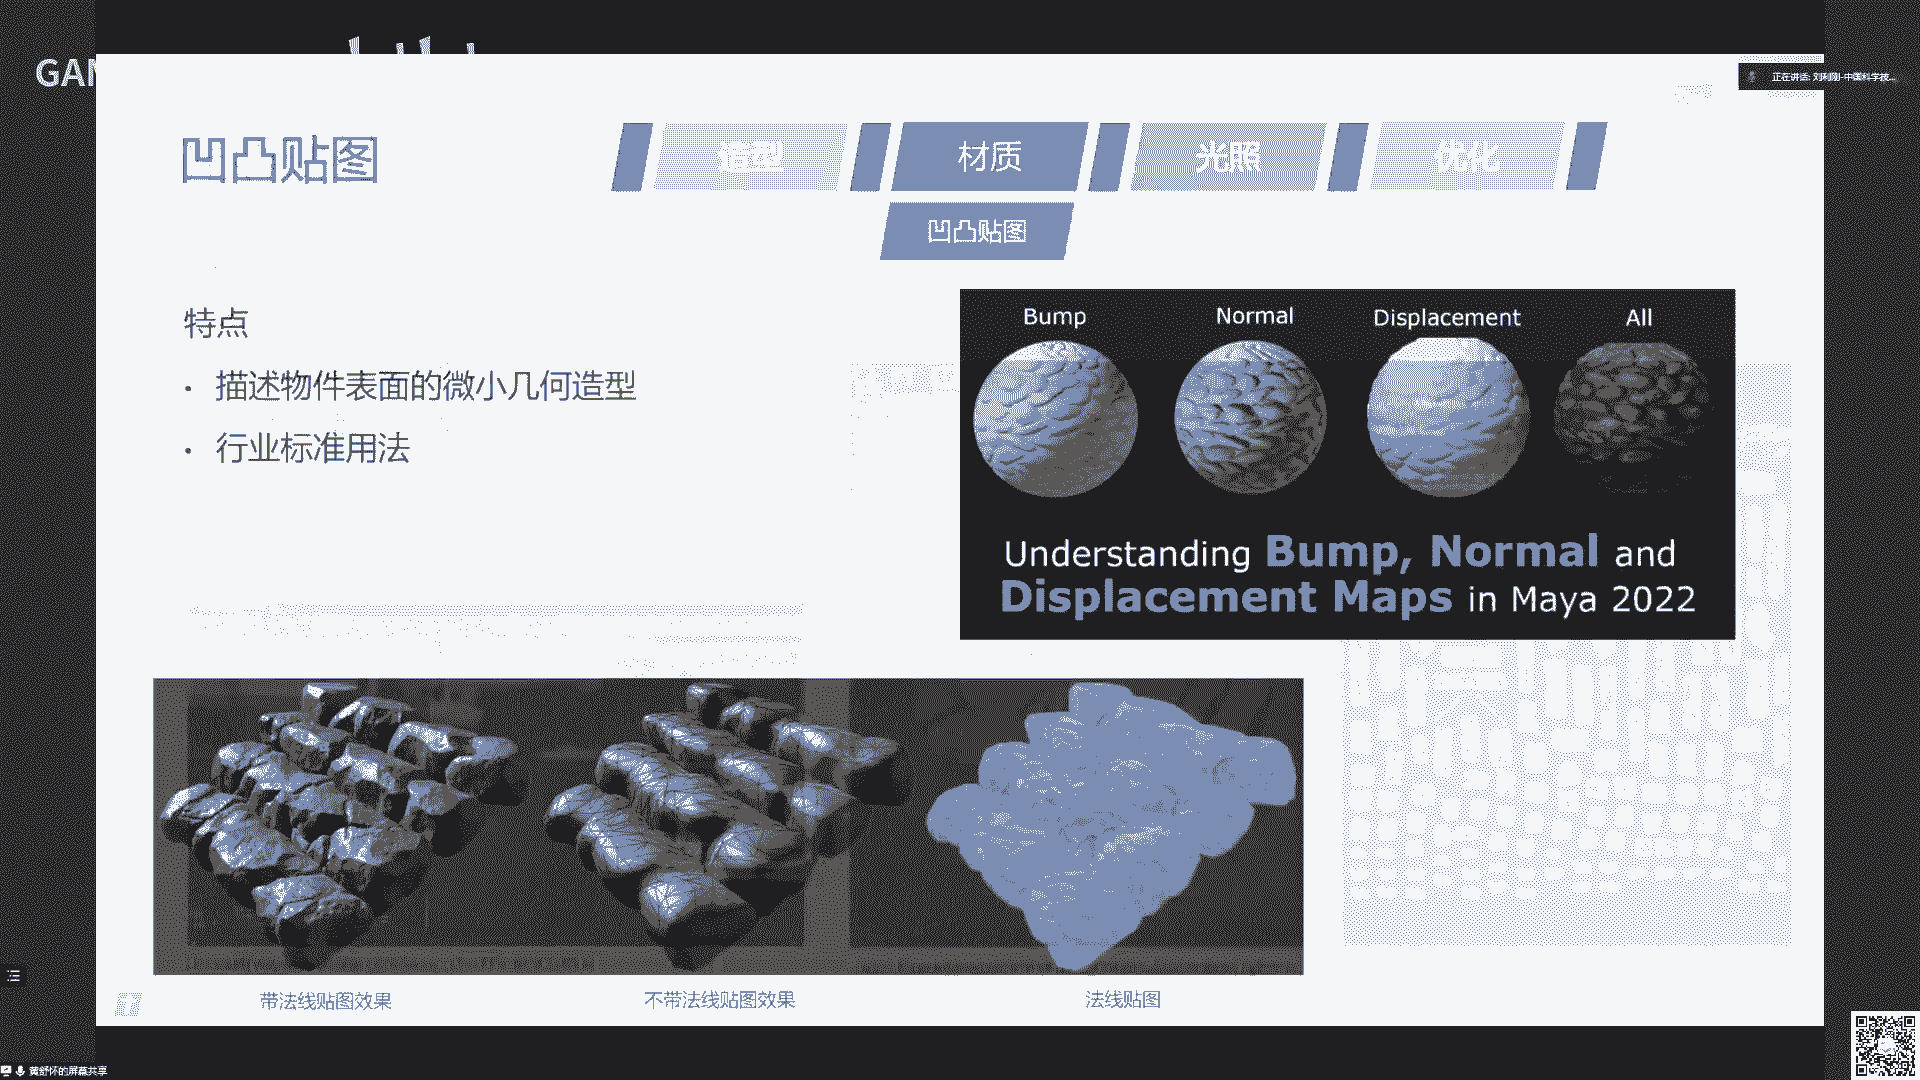 GAM
正在讲话: 刘利刚-中国科学技...
凹凸贴图
造型
材质
光照
优化
凹凸贴图
特点
• 描述物件表面的微小几何造型
• 行业标准用法
Bump
Normal
Displacement
All
Understanding Bump, Normal and
Displacement Maps in Maya 2022
带法线贴图效果
不带法线贴图效果
法线贴图
黄舒怀的屏幕共享